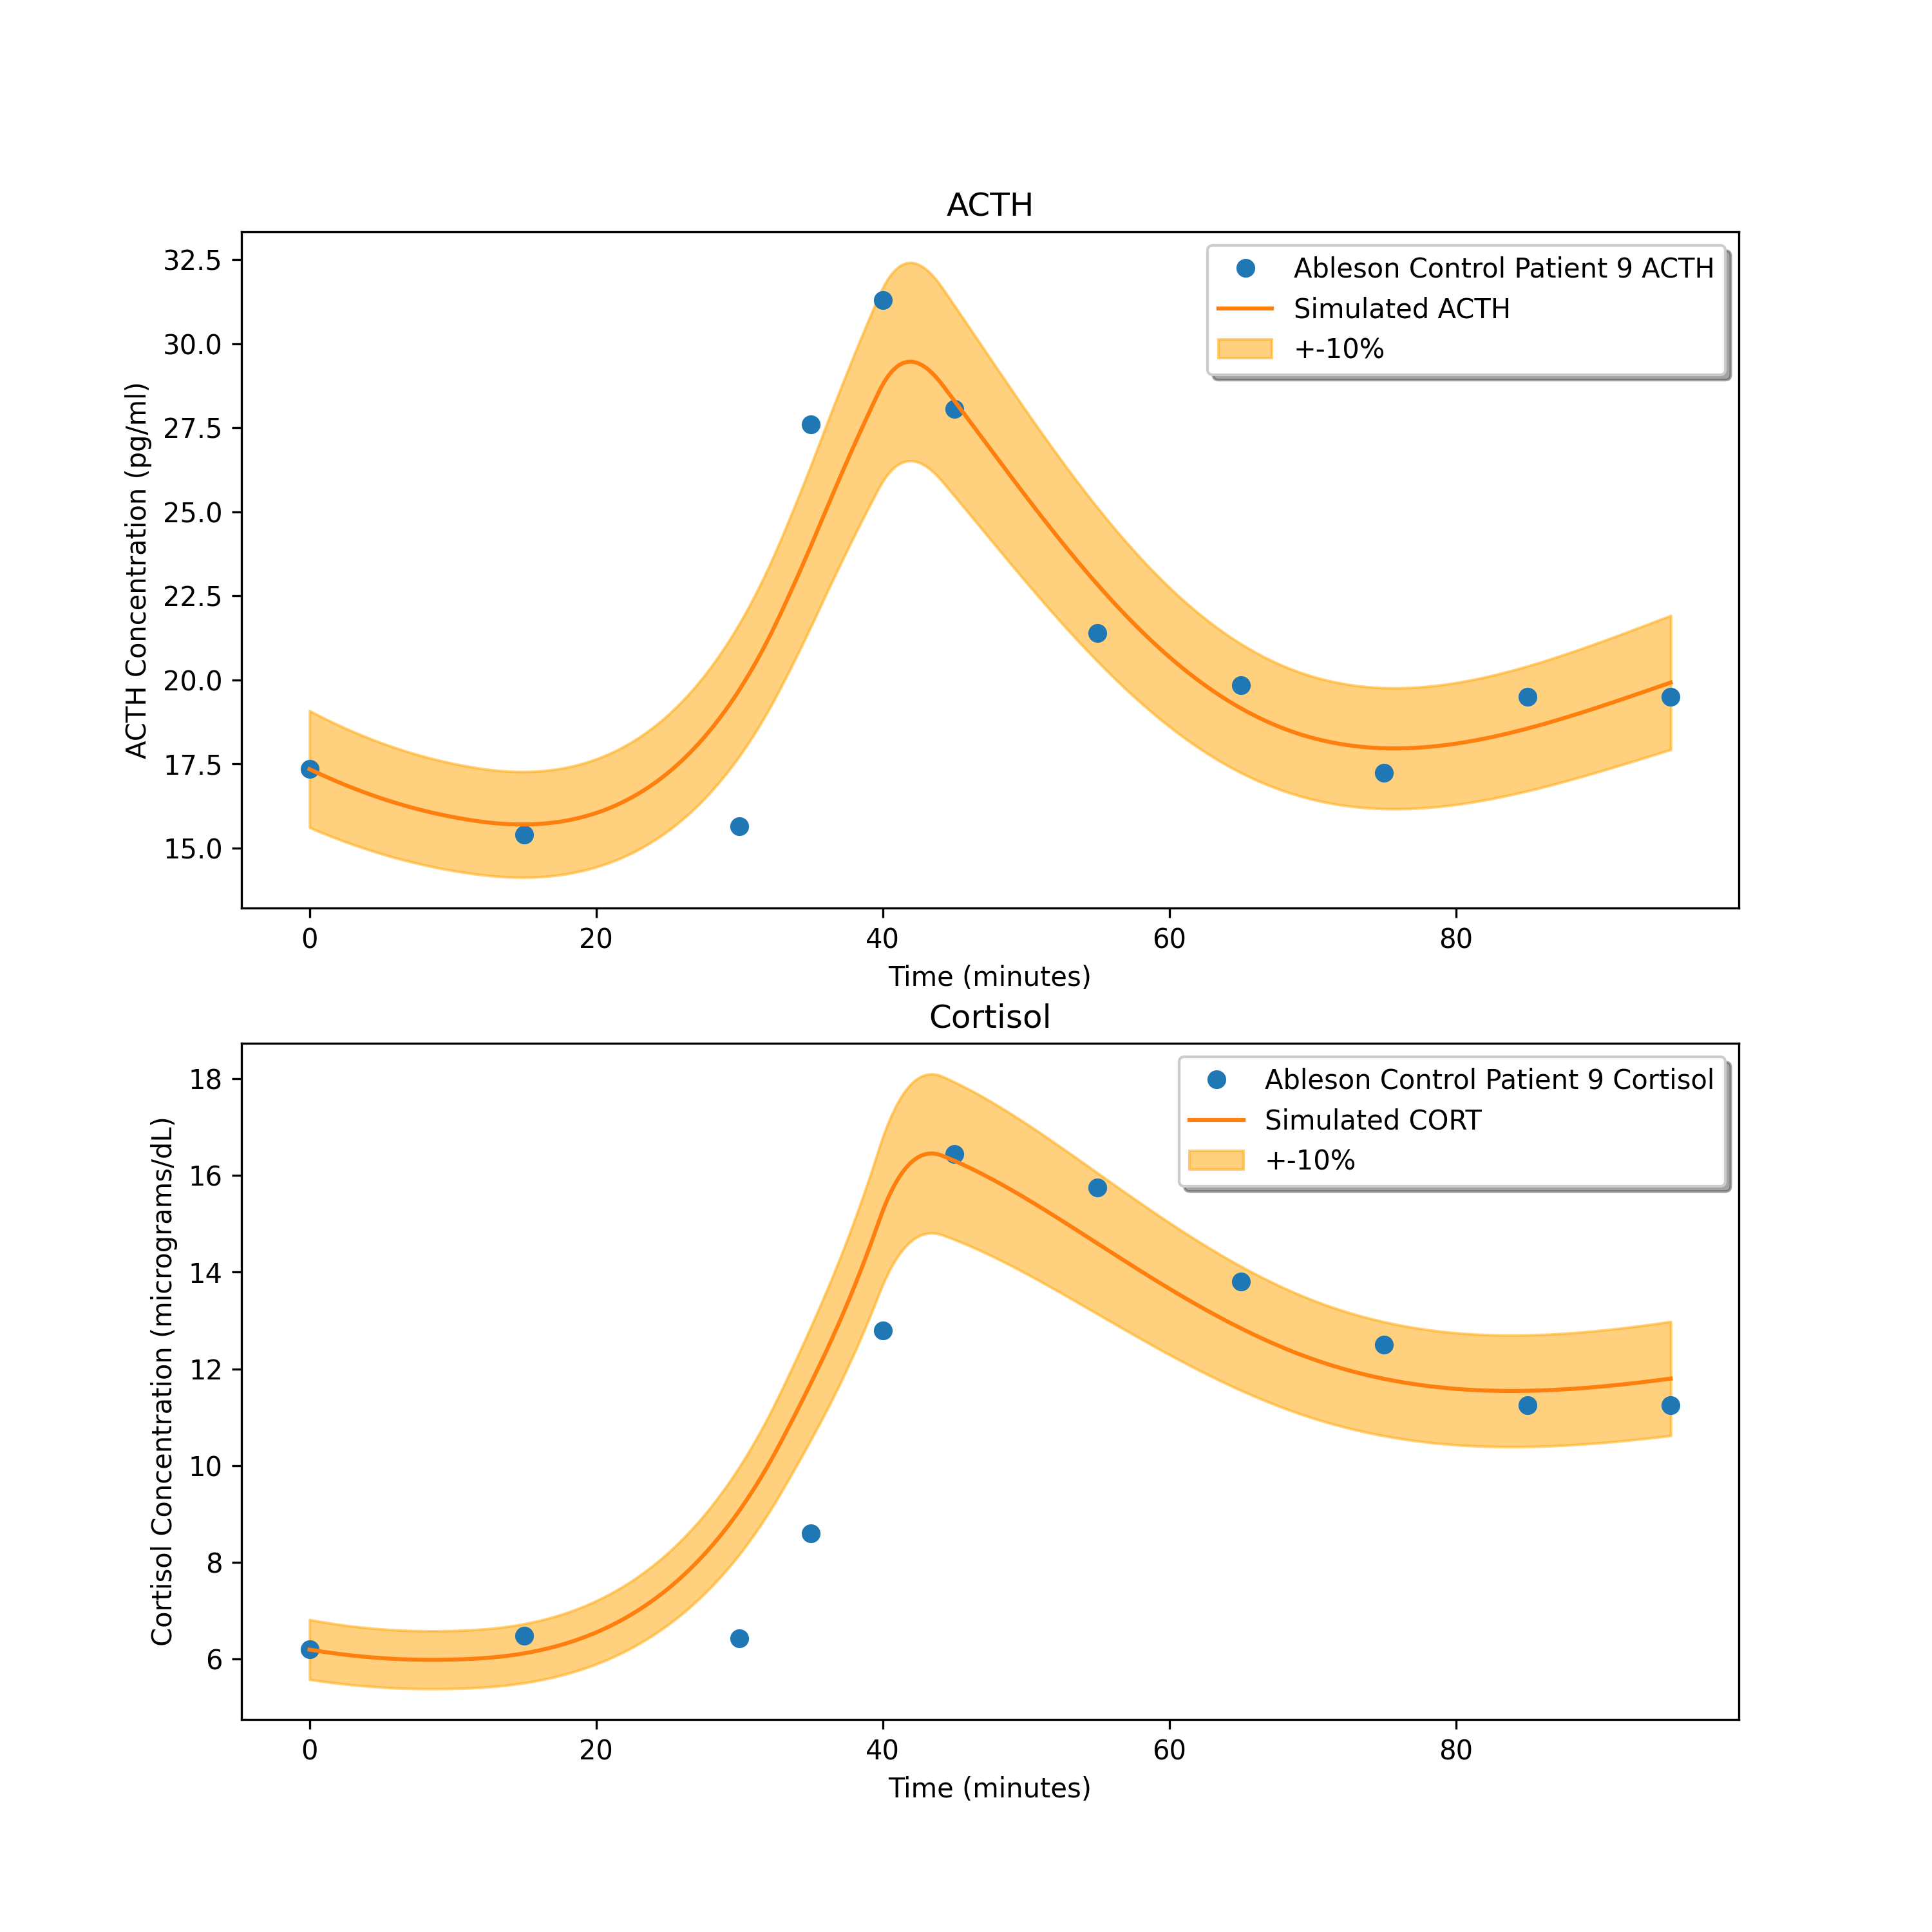 ACTH
32.5
30.0
27.5
25.0
22.5
20.0
17.5
15.0
ACTH Concentration (pg/ml)
Ableson Control Patient 9 ACTH
Simulated ACTH
+-10%
0 20 40 60 80
Time (minutes)
Cortisol
18
16
14
12
10
8
6
Cortisol Concentration (micrograms/dL)
Ableson Control Patient 9 Cortisol
Simulated CORT
+-10%
0 20 40 60 80
Time (minutes)